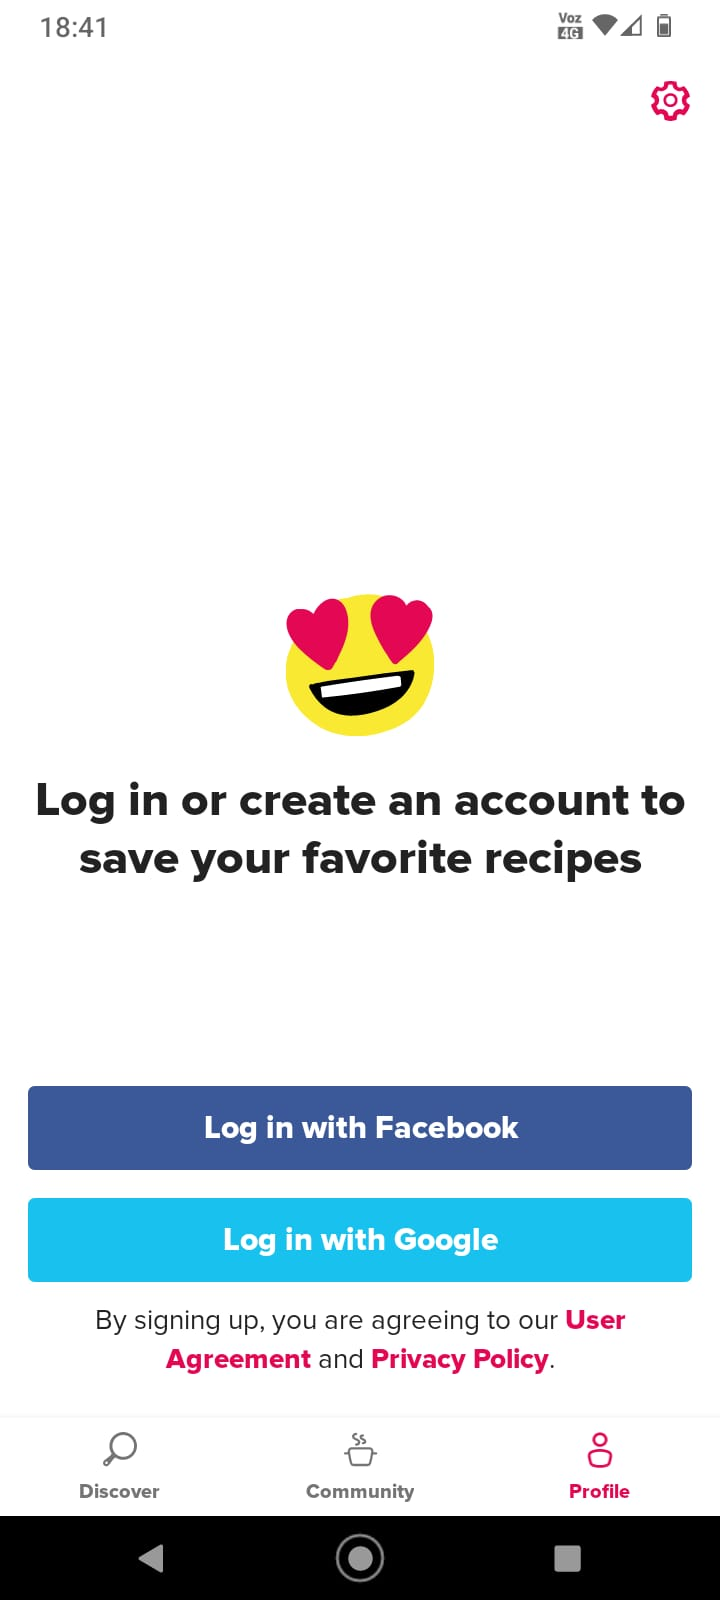 18:41
Voz
4G
Log in or create an account to
save your favorite recipes
Log in with Facebook
Log in with Google
By signing up, you are agreeing to our User
Agreement and Privacy Policy.
Discover
Community
Profile